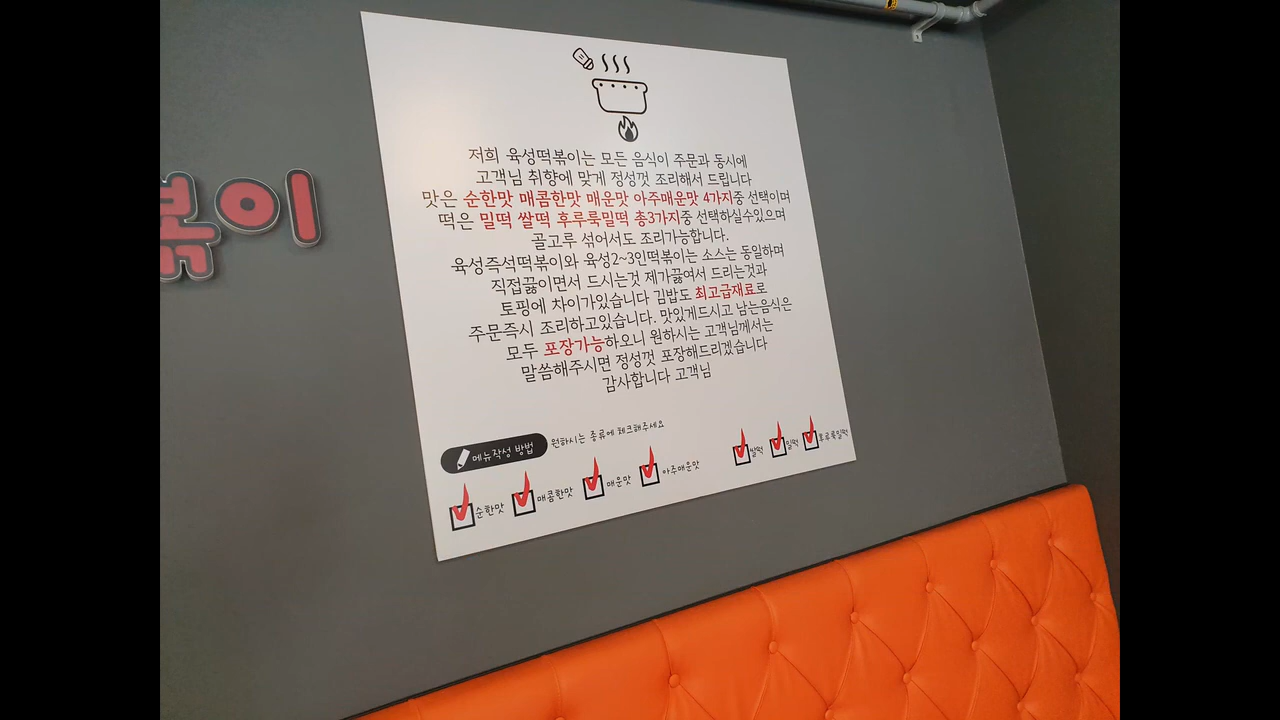 볶이
저희 육성떡볶이는 모든 음식이 주문과 동시에
고객님 취향에 맞게 정성껏 조리해서 드립니다
맛은 순한맛 매콤한맛 매운맛 아주매운맛 4가지중 선택이며
떡은 밀떡 쌀떡 후루룩밀떡 총3가지중 선택하실수있으며
골고루 섞어서도 조리가능합니다.
육성즉석떡볶이와 육성2~3인떡볶이는 소스는 동일하며
직접끓이면서 드시는것 제가끓여서 드리는것과
토핑에 차이가있습니다 김밥도 최고급재료로
주문즉시 조리하고있습니다. 맛있게드시고 남는음식은
모두 포장가능하오니 원하시는 고객님께서는
말씀해주시면 정성껏 포장해드리겠습니다
감사합니다 고객님
메뉴작성 방법 원하시는 종류에 체크해주세요
순한맛 매콤한맛 매운맛 아주매운맛 쌀떡 밀떡 후루룩밀떡